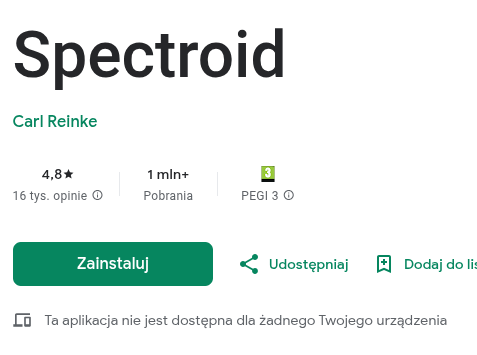 Spectroid
Carl Reinke
4,8★ 1 mln+ 3
16 tys. opinie Pobrania PEGI 3
Zainstaluj Udostępniaj Dodaj do lis
Ta aplikacja nie jest dostępna dla żadnego Twojego urządzenia